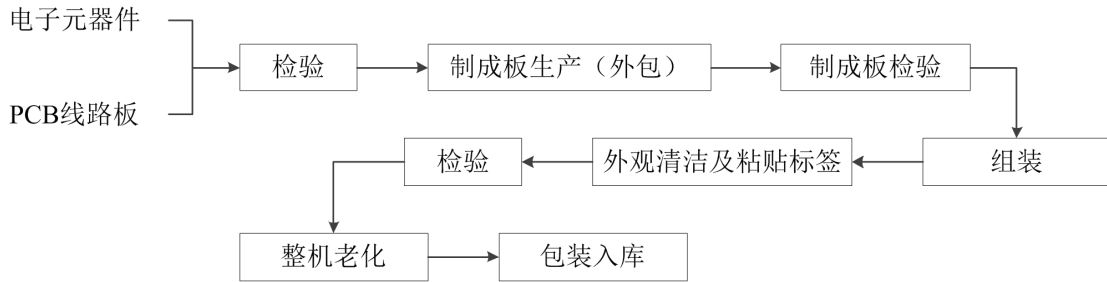 电子元器件
PCB线路板
检验
制成板生产（外包）
制成板检验
组装
外观清洁及粘贴标签
检验
整机老化
包装入库